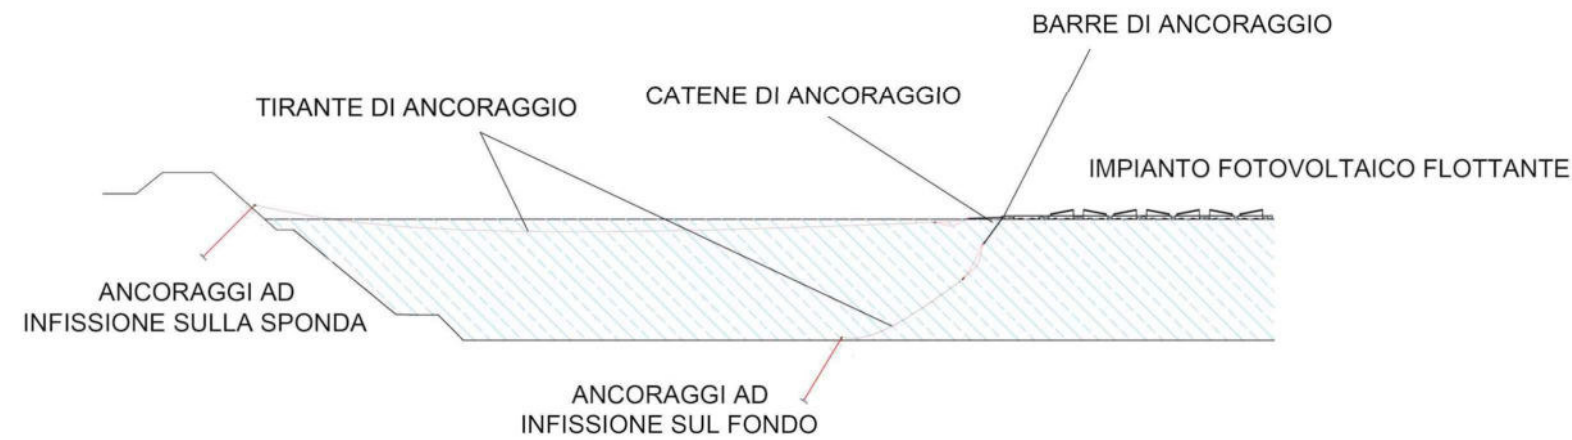 BARRE DI ANCORAGGIO
CATENE DI ANCORAGGIO
TIRANTE DI ANCORAGGIO
IMPIANTO FOTOVOLTAICO FLOTTANTE
ANCORAGGI AD
INFISSIONE SULLA SPONDA
ANCORAGGI AD
INFISSIONE SUL FONDO